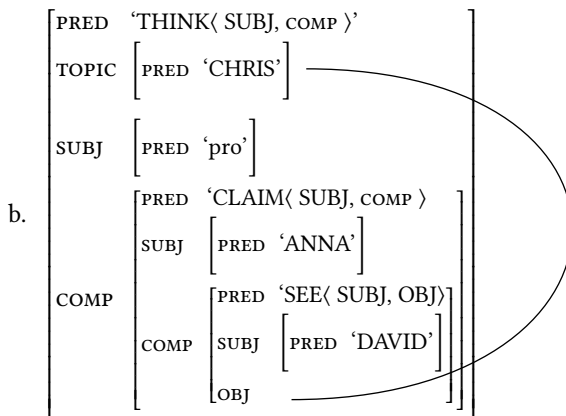 PRED ‘THINK⟨ SUBJ, COMP ⟩’
TOPIC [PRED ‘CHRIS’]
SUBJ [PRED ‘pro’]
b.
PRED ‘CLAIM⟨ SUBJ, COMP ⟩
SUBJ [PRED ‘ANNA’]
COMP
PRED ‘SEE⟨ SUBJ, OBJ⟩
COMP SUBJ [PRED ‘DAVID’]
OBJ